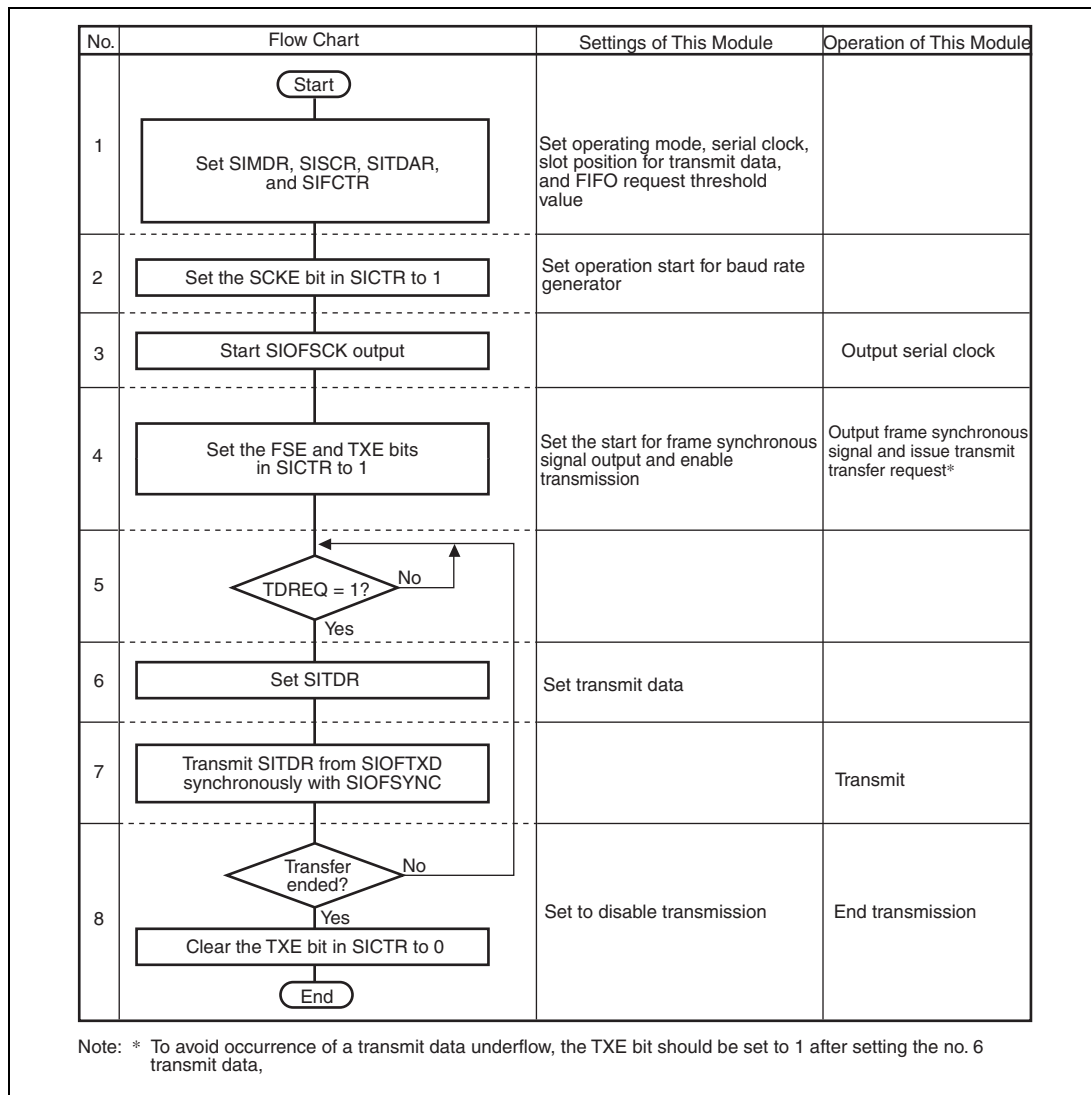 No.
Flow Chart
Settings of This Module
Operation of This Module
Start
1
Set SIMDR, SISCR, SITDAR,
and SIFCTR
Set operating mode, serial clock,
slot position for transmit data,
and FIFO request threshold
value
2
Set the SCKE bit in SICTR to 1
Set operation start for baud rate
generator
3
Start SIOFSCK output
Output serial clock
4
Set the FSE and TXE bits
in SICTR to 1
Set the start for frame synchronous
signal output and enable
transmission
Output frame synchronous
signal and issue transmit
transfer request*
5
TDREQ = 1?
No
Yes
6
Set SITDR
Set transmit data
7
Transmit SITDR from SIOFTXD
synchronously with SIOFSYNC
Transmit
8
Transfer
ended?
No
Yes
Clear the TXE bit in SICTR to 0
Set to disable transmission
End transmission
End
Note: * To avoid occurrence of a transmit data underflow, the TXE bit should be set to 1 after setting the no. 6
transmit data,